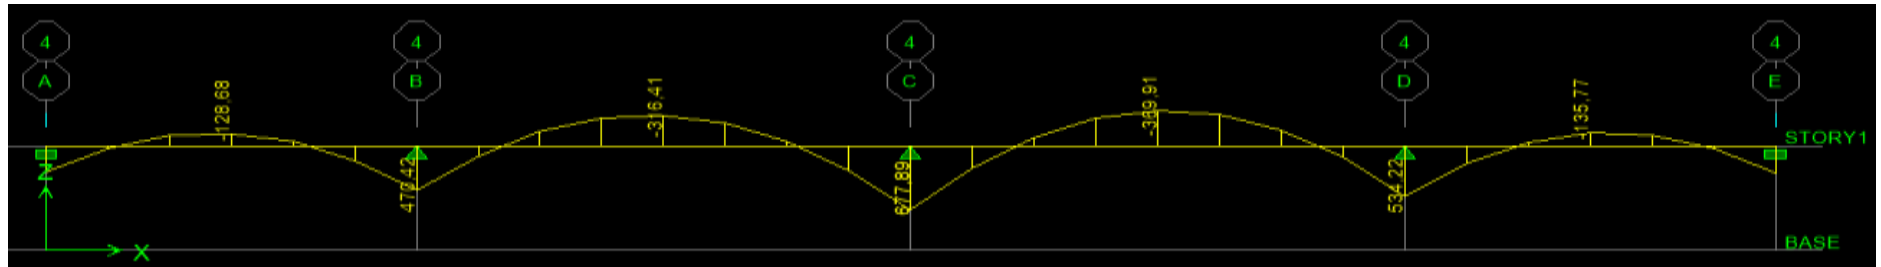 4 4 4 4 4
A B C D E
-128,68 -316,41 -389,91 -135,77
STORY1
Z 473,42 677,89 534,22
X
BASE